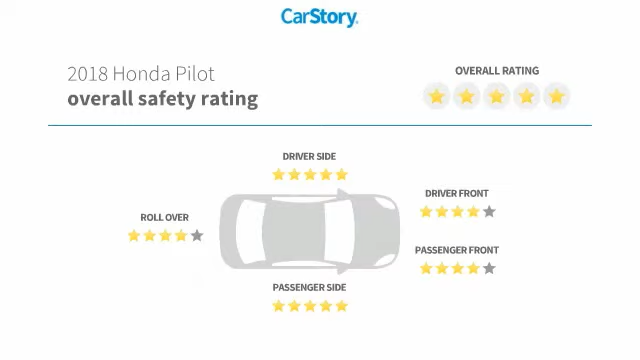 CarStory
2018 Honda Pilot
overall safety rating
OVERALL RATING
DRIVER SIDE
DRIVER FRONT
ROLL OVER
PASSENGER FRONT
PASSENGER SIDE